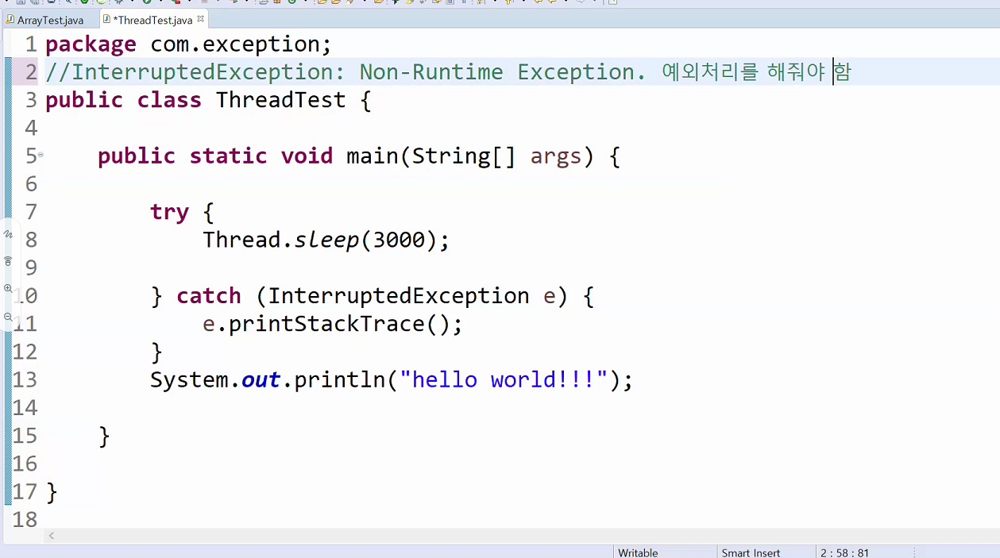 ArrayTest.java *ThreadTest.java
1 package com.exception;
2 //InterruptedException: Non-Runtime Exception. 예외처리를 해줘야 함
3 public class ThreadTest {
4
5 public static void main(String[] args) {
6
7 try {
8 Thread.sleep(3000);
9
10 } catch (InterruptedException e) {
11 e.printStackTrace();
12 }
13 System.out.println("hello world!!!");
14
15 }
16
17 }
18
Writable Smart Insert 2 : 58 : 81